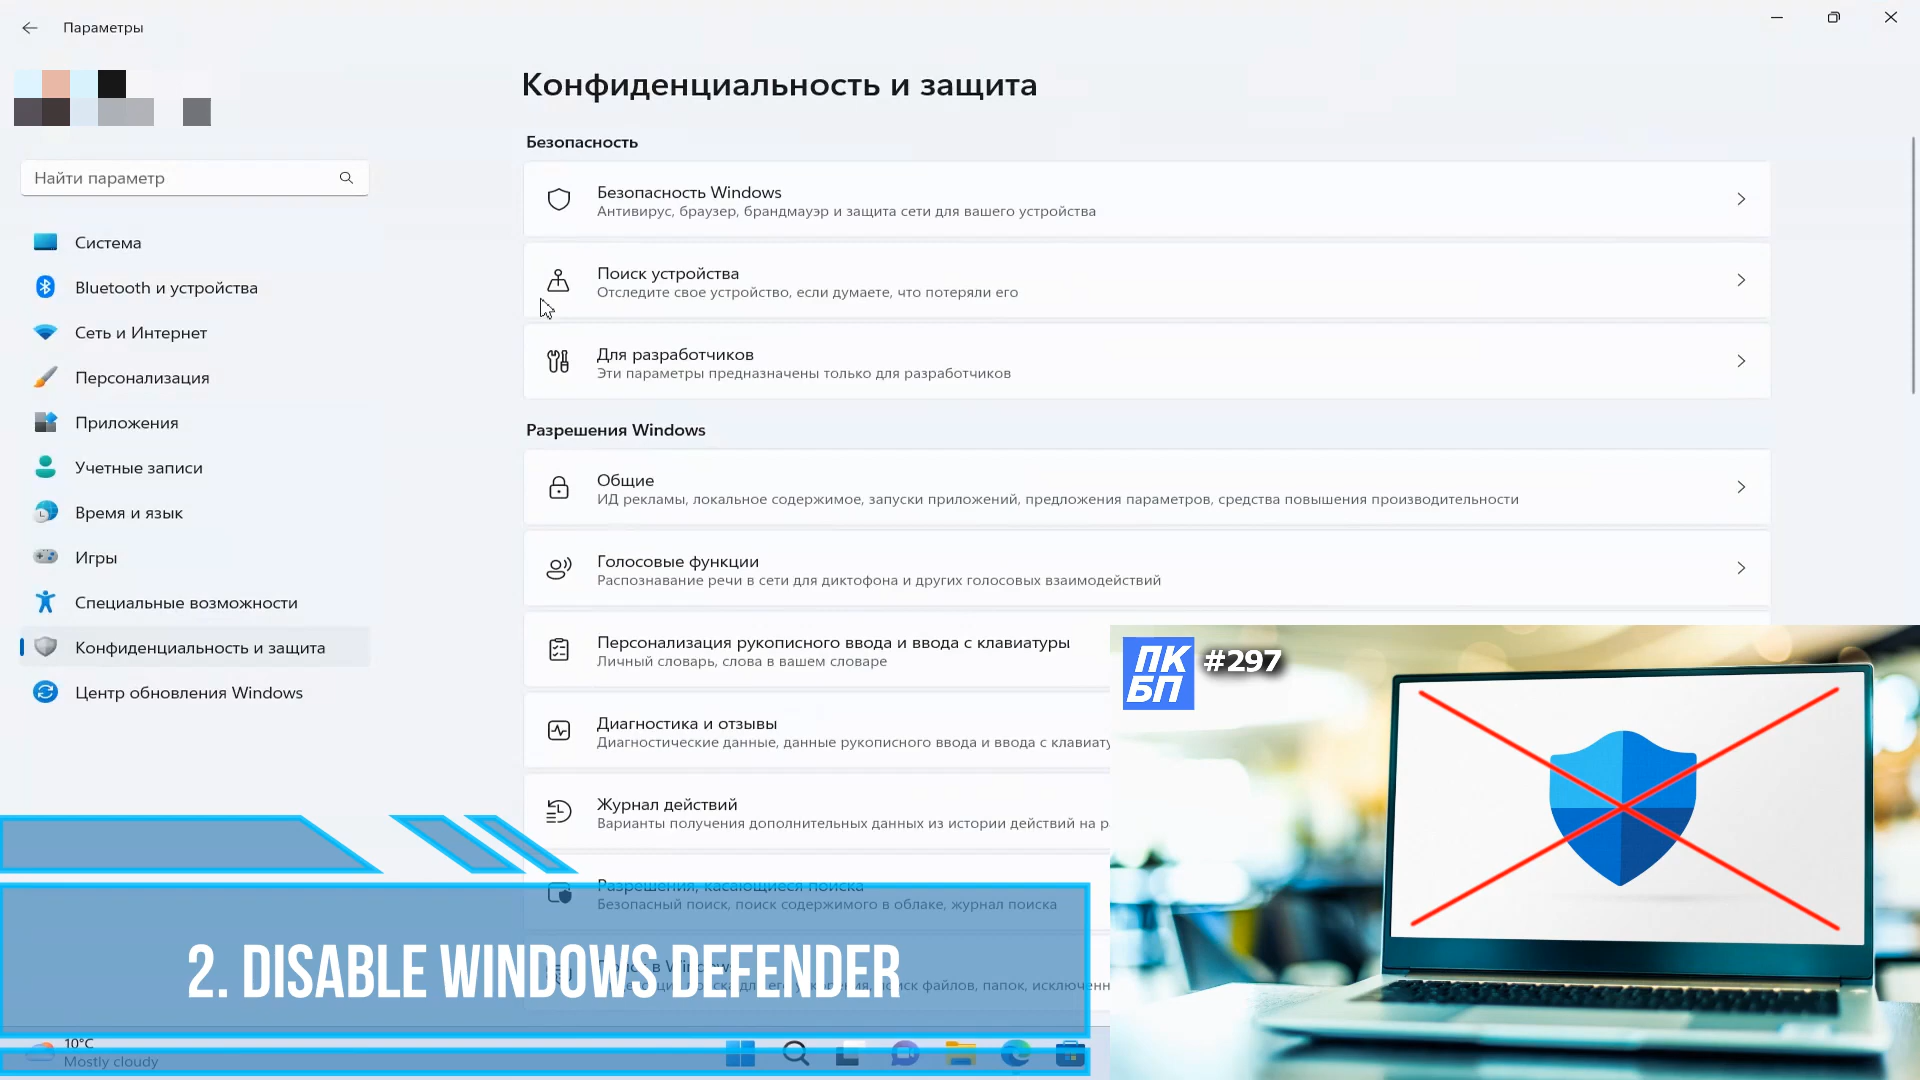 Параметры
Конфиденциальность и защита
Найти параметр
Система
Bluetooth и устройства
Сеть и Интернет
Персонализация
Приложения
Учетные записи
Время и язык
Игры
Специальные возможности
Конфиденциальность и защита
Центр обновления Windows
Безопасность
Безопасность Windows
Антивирус, браузер, брандмауэр и защита сети для вашего устройства
Поиск устройства
Отследите свое устройство, если думаете, что потеряли его
Для разработчиков
Эти параметры предназначены только для разработчиков
Разрешения Windows
Общие
ИД рекламы, локальное содержимое, запуски приложений, предложения параметров, средства повышения производительности
Голосовые функции
Распознавание речи в сети для диктофона и других голосовых взаимодействий
Персонализация рукописного ввода и ввода с клавиатуры
Личный словарь, слова в вашем словаре
Диагностика и отзывы
Диагностические данные, данные рукописного ввода и ввода с клавиату
Журнал действий
Варианты получения дополнительных данных из истории действий на р
Разрешения, касающиеся поиска
Безопасный поиск, поиск содержимого в облаке, журнал поиска
в Windows
файлов, папок, исключен
ПК
БП
#297
2. DISABLE WINDOWS DEFENDER
10°C
Mostly cloudy